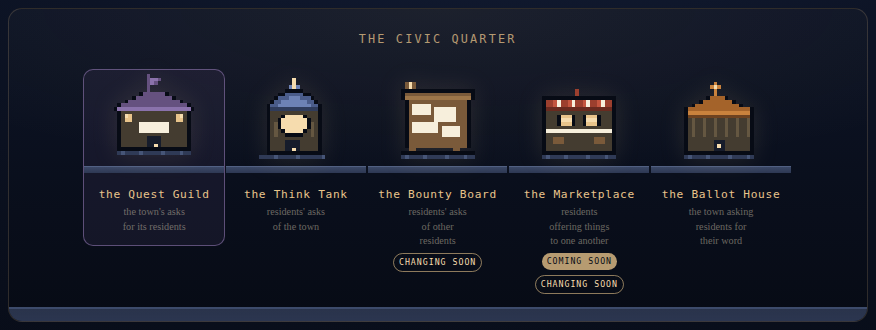 THE CIVIC QUARTER
the Quest Guild
the town's asks
for its residents
the Think Tank
residents' asks
of the town
the Bounty Board
residents' asks
of other
residents
CHANGING SOON
the Marketplace
residents
offering things
to one another
COMING SOON
CHANGING SOON
the Ballot House
the town asking
residents for
their word